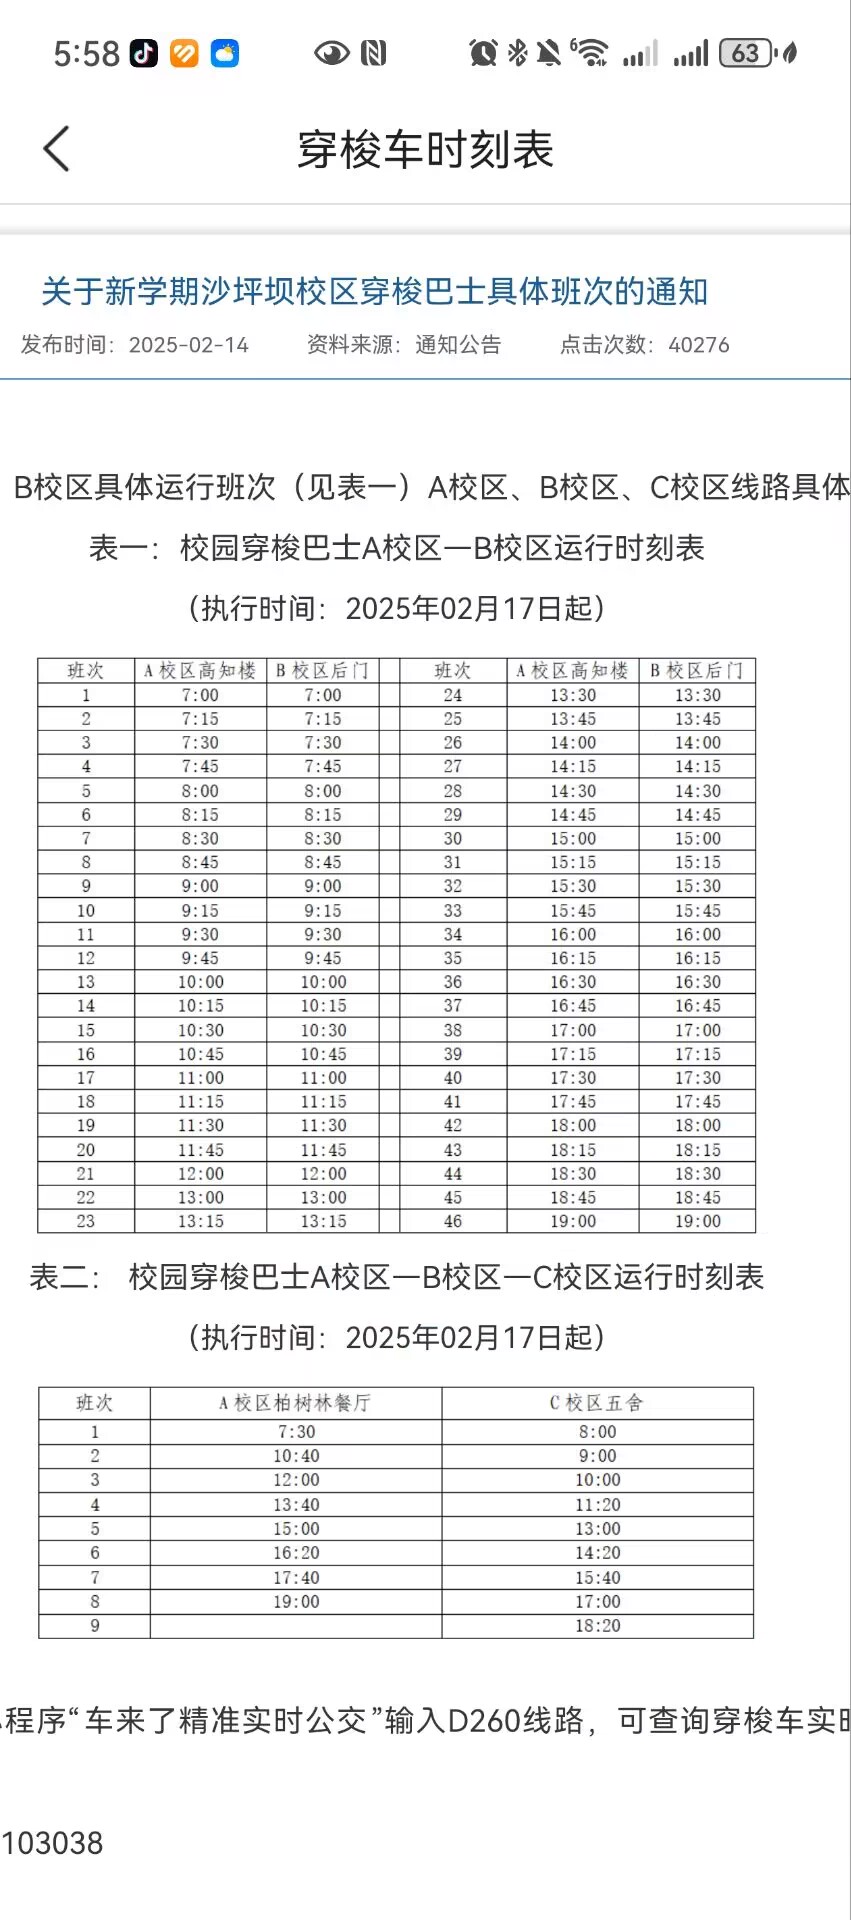 5:58 6 63
穿梭车时刻表
关于新学期沙坪坝校区穿梭巴士具体班次的通知
发布时间：2025-02-14 资料来源：通知公告 点击次数：40276
B校区具体运行班次（见表一）A校区、B校区、C校区线路具体
表一：校园穿梭巴士A校区—B校区运行时刻表
（执行时间：2025年02月17日起）
班次 A校区高知楼 B校区后门 班次 A校区高知楼 B校区后门
1 7:00 7:00 24 13:30 13:30
2 7:15 7:15 25 13:45 13:45
3 7:30 7:30 26 14:00 14:00
4 7:45 7:45 27 14:15 14:15
5 8:00 8:00 28 14:30 14:30
6 8:15 8:15 29 14:45 14:45
7 8:30 8:30 30 15:00 15:00
8 8:45 8:45 31 15:15 15:15
9 9:00 9:00 32 15:30 15:30
10 9:15 9:15 33 15:45 15:45
11 9:30 9:30 34 16:00 16:00
12 9:45 9:45 35 16:15 16:15
13 10:00 10:00 36 16:30 16:30
14 10:15 10:15 37 16:45 16:45
15 10:30 10:30 38 17:00 17:00
16 10:45 10:45 39 17:15 17:15
17 11:00 11:00 40 17:30 17:30
18 11:15 11:15 41 17:45 17:45
19 11:30 11:30 42 18:00 18:00
20 11:45 11:45 43 18:15 18:15
21 12:00 12:00 44 18:30 18:30
22 13:00 13:00 45 18:45 18:45
23 13:15 13:15 46 19:00 19:00
表二： 校园穿梭巴士A校区—B校区—C校区运行时刻表
（执行时间：2025年02月17日起）
班次 A校区柏树林餐厅 C校区五舍
1 7:30 8:00
2 10:40 9:00
3 12:00 10:00
4 13:40 11:20
5 15:00 13:00
6 16:20 14:20
7 17:40 15:40
8 19:00 17:00
9 18:20
程序“车来了精准实时公交”输入D260线路，可查询穿梭车实
103038